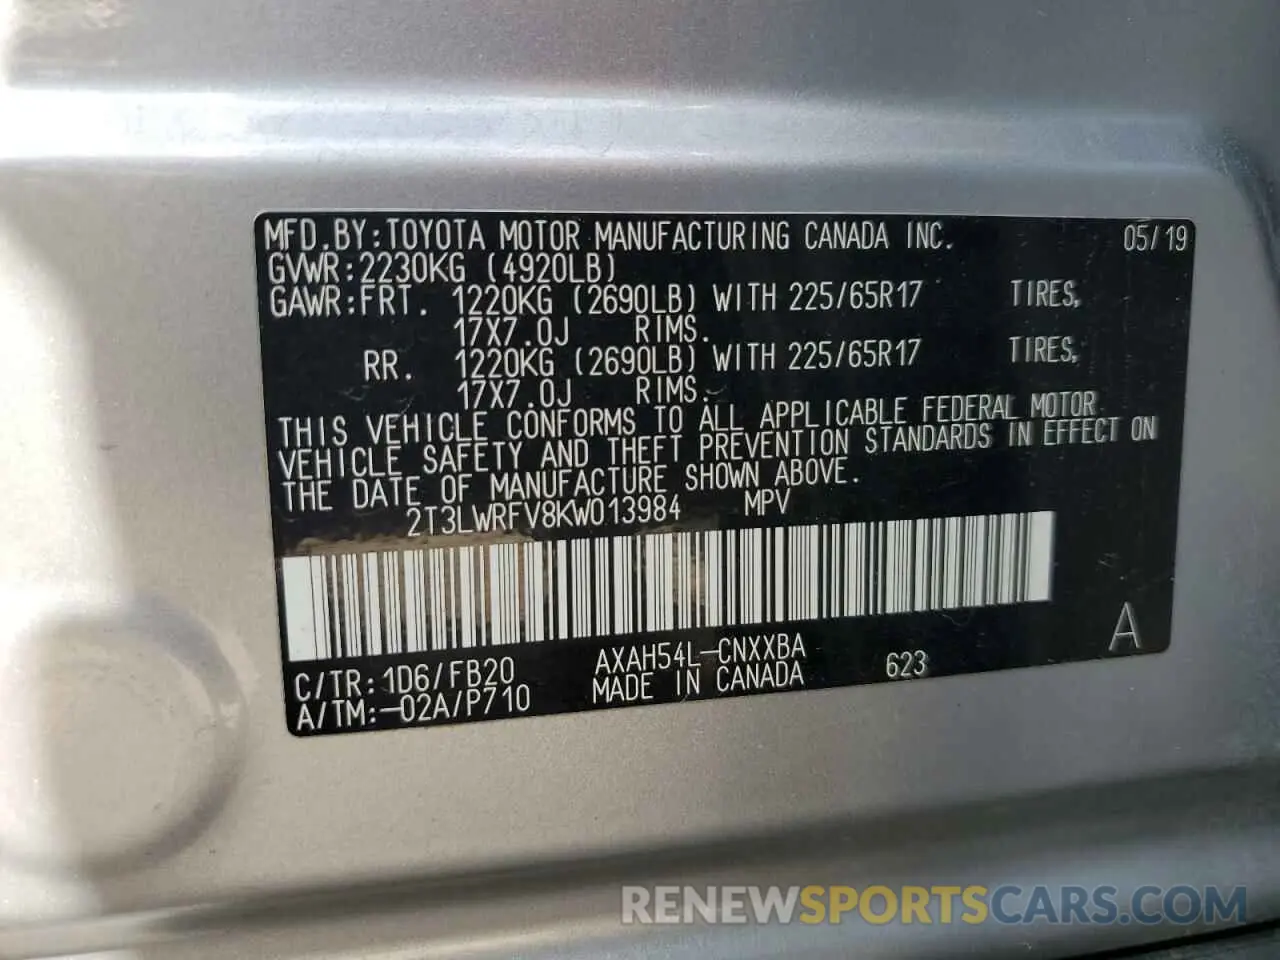 MFD.BY:TOYOTA MOTOR MANUFACTURING CANADA INC. 05/19
GVWR:2230KG (4920LB)
GAWR:FRT. 1220KG (2690LB) WITH 225/65R17 TIRES,
17X7.0J RIMS.
RR. 1220KG (2690LB) WITH 225/65R17 TIRES,
17X7.0J RIMS.
THIS VEHICLE CONFORMS TO ALL APPLICABLE FEDERAL MOTOR
VEHICLE SAFETY AND THEFT PREVENTION STANDARDS IN EFFECT ON
THE DATE OF MANUFACTURE SHOWN ABOVE.
2T3LWRFV8KW013984 MPV
A
C/TR:1D6/FB20 AXAH54L-CNXXBA 623
A/TM:-02A/P710 MADE IN CANADA
RENEWSPORTSCARS.COM